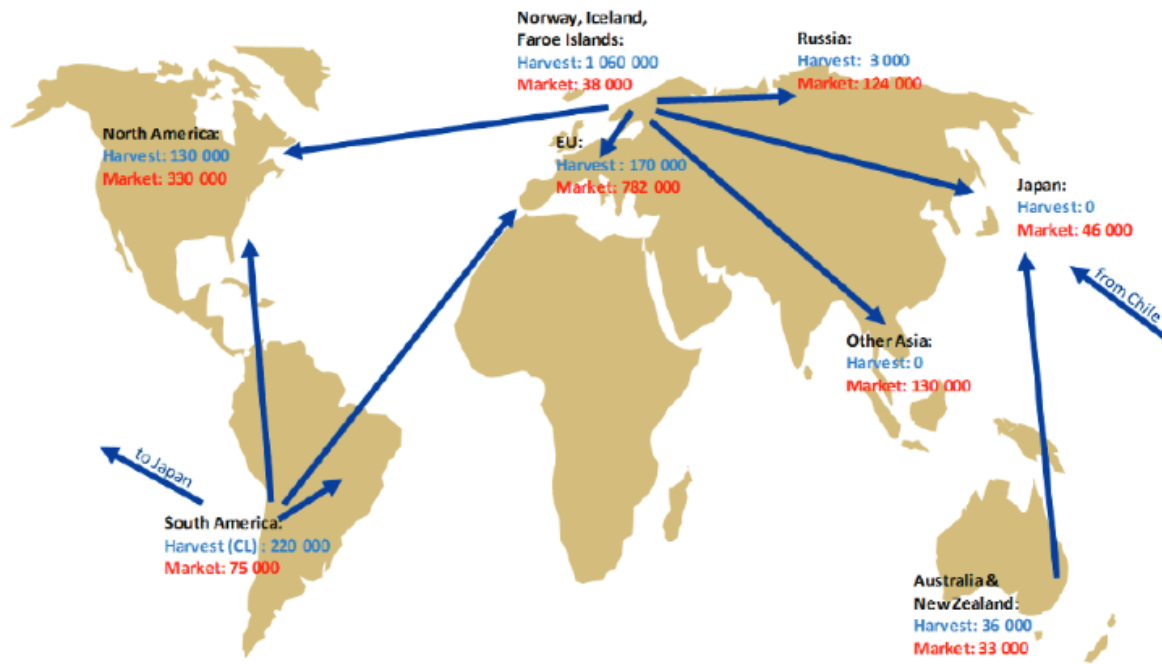 Norway, Iceland,
Faroe Islands:
Harvest: 1 060 000
Market: 38 000
Russia:
Harvest: 3 000
Market: 124 000
North America:
Harvest: 130 000
Market: 330 000
EU:
Harvest : 170 000
Market: 782 000
Japan:
Harvest: 0
Market: 46 000
from Chile
Other Asia:
Harvest: 0
Market: 130 000
to Japan
South America:
Harvest (CL) : 220 000
Market: 75 000
Australia &
New Zealand:
Harvest: 36 000
Market: 33 000